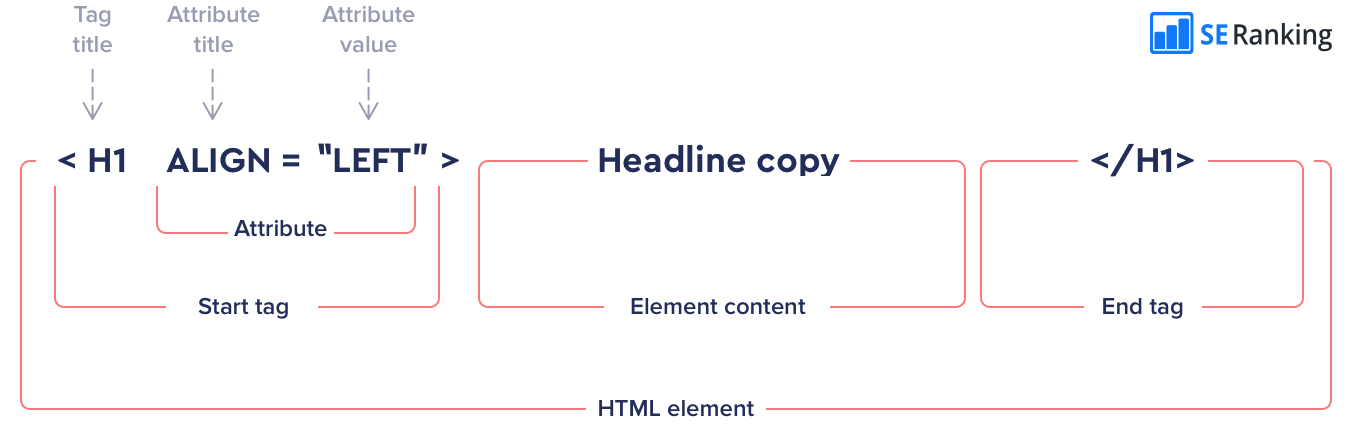 Tag title
Attribute title
Attribute value
SE Ranking
< H1 ALIGN = "LEFT" > Headline copy </H1>
Attribute
Start tag
Element content
End tag
HTML element